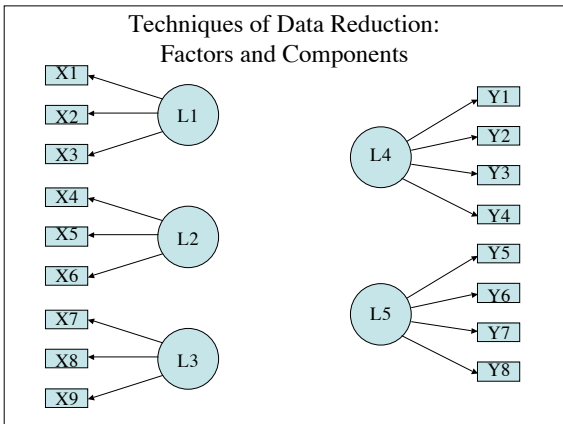 Techniques of Data Reduction:
Factors and Components
X1
X2
X3
L1
X4
X5
X6
L2
X7
X8
X9
L3
Y1
Y2
Y3
Y4
L4
Y5
Y6
Y7
Y8
L5